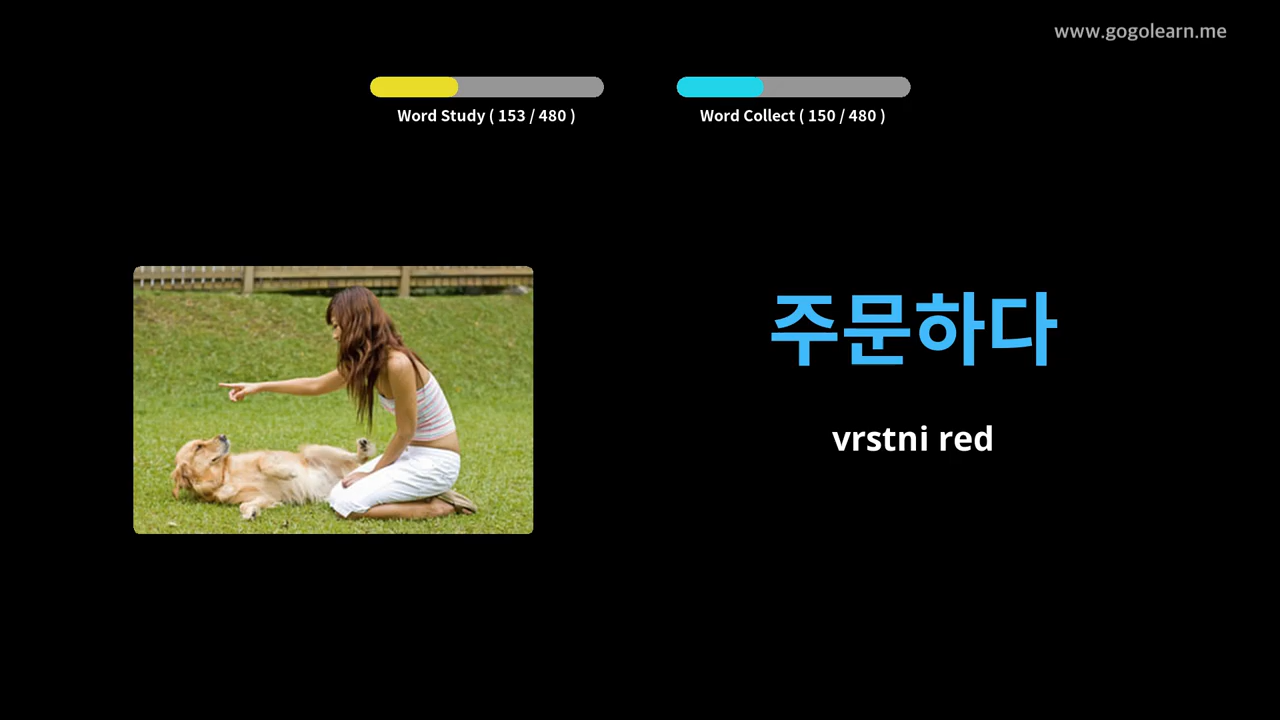 www.gogolearn.me
Word Study ( 153 / 480 )
Word Collect ( 150 / 480 )
주문하다
vrstni red